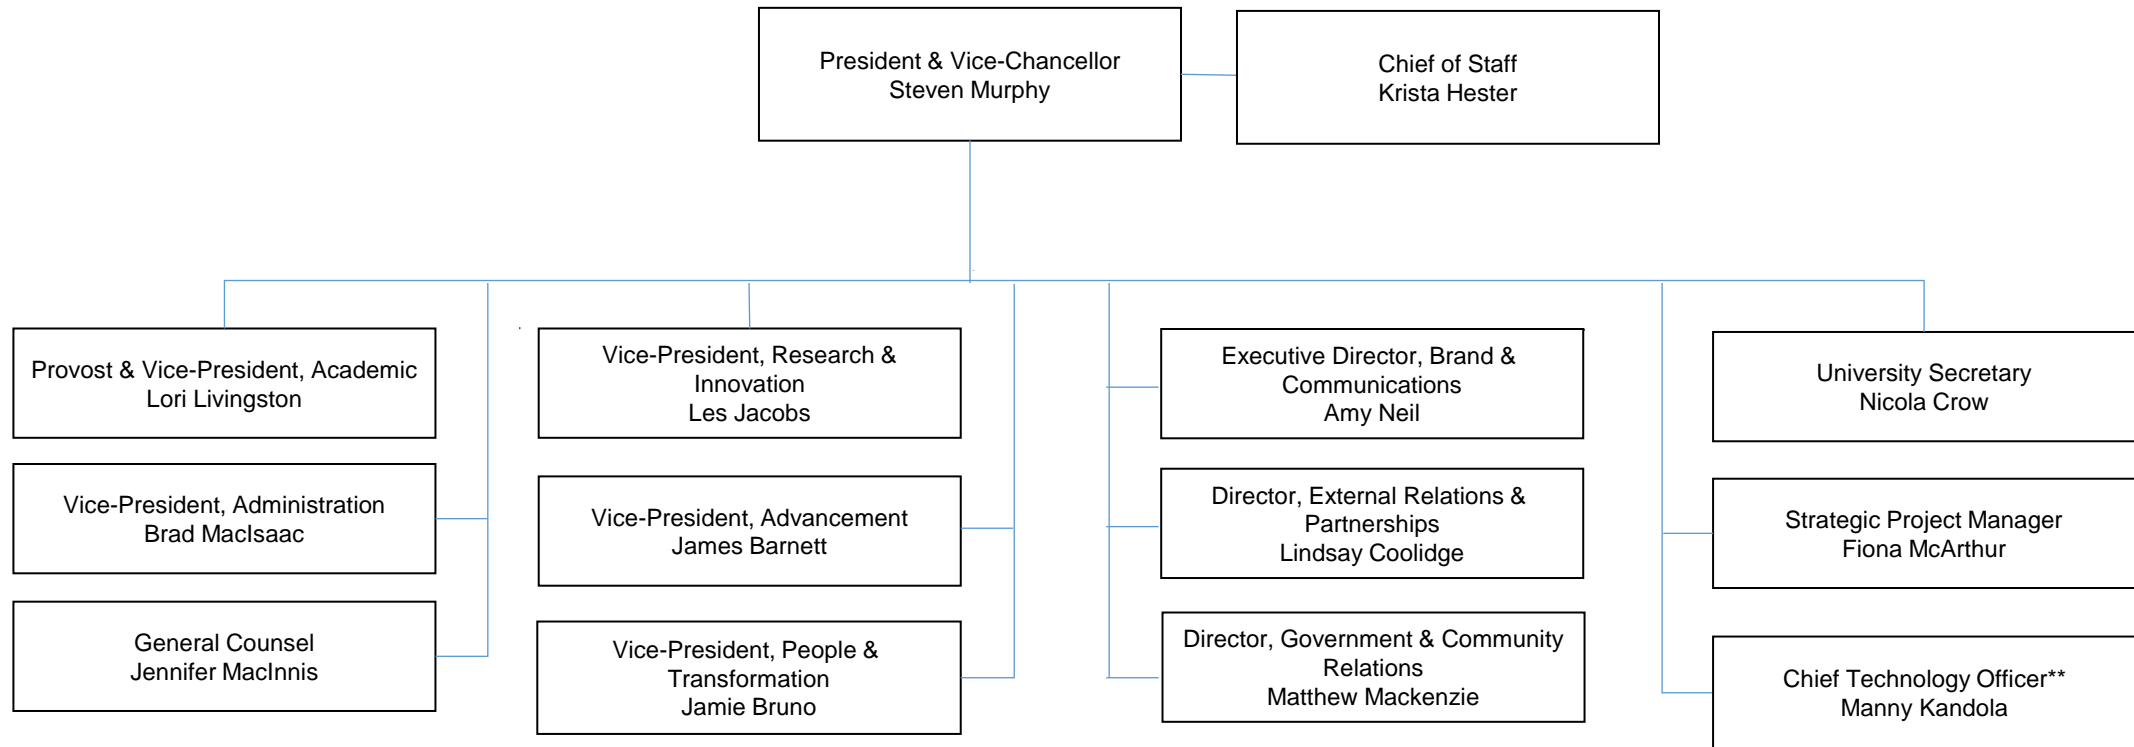 President & Vice-Chancellor
Steven Murphy
Chief of Staff
Krista Hester
Provost & Vice-President, Academic
Lori Livingston
Vice-President, Research &
Innovation
Les Jacobs
Executive Director, Brand &
Communications
Amy Neil
University Secretary
Nicola Crow
Vice-President, Administration
Brad MacIsaac
Vice-President, Advancement
James Barnett
Director, External Relations &
Partnerships
Lindsay Coolidge
Strategic Project Manager
Fiona McArthur
General Counsel
Jennifer MacInnis
Vice-President, People &
Transformation
Jamie Bruno
Director, Government & Community
Relations
Matthew Mackenzie
Chief Technology Officer**
Manny Kandola